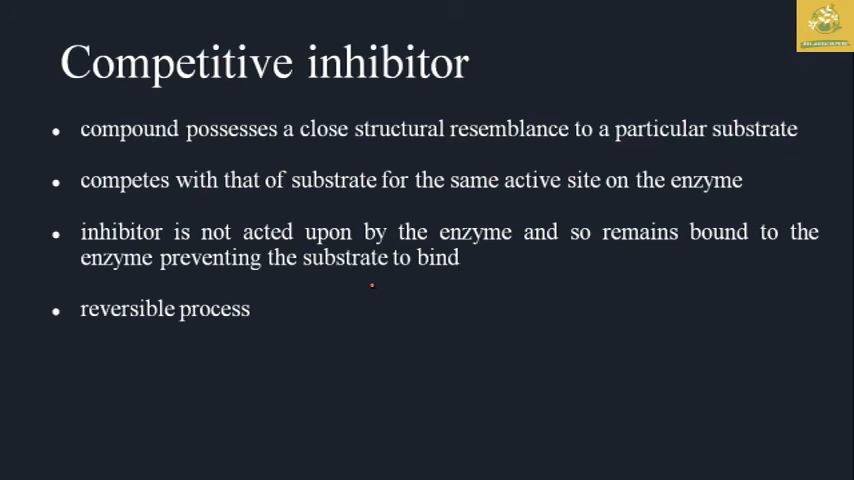 Competitive inhibitor
• compound possesses a close structural resemblance to a particular substrate
• competes with that of substrate for the same active site on the enzyme
• inhibitor is not acted upon by the enzyme and so remains bound to the
enzyme preventing the substrate to bind
• reversible process